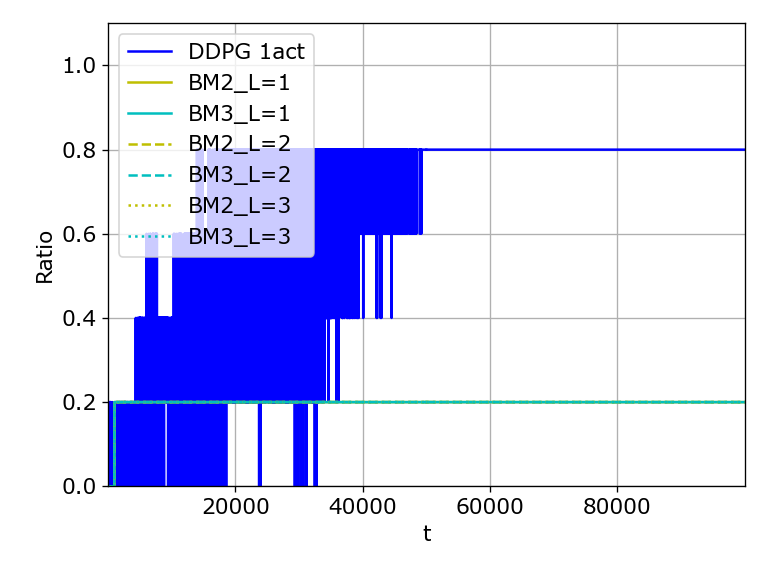 DDPG 1act
BM2_L=1
BM3_L=1
BM2_L=2
BM3_L=2
BM2_L=3
BM3_L=3
1.0
0.8
0.6
0.4
0.2
0.0
Ratio
20000 40000 60000 80000
t